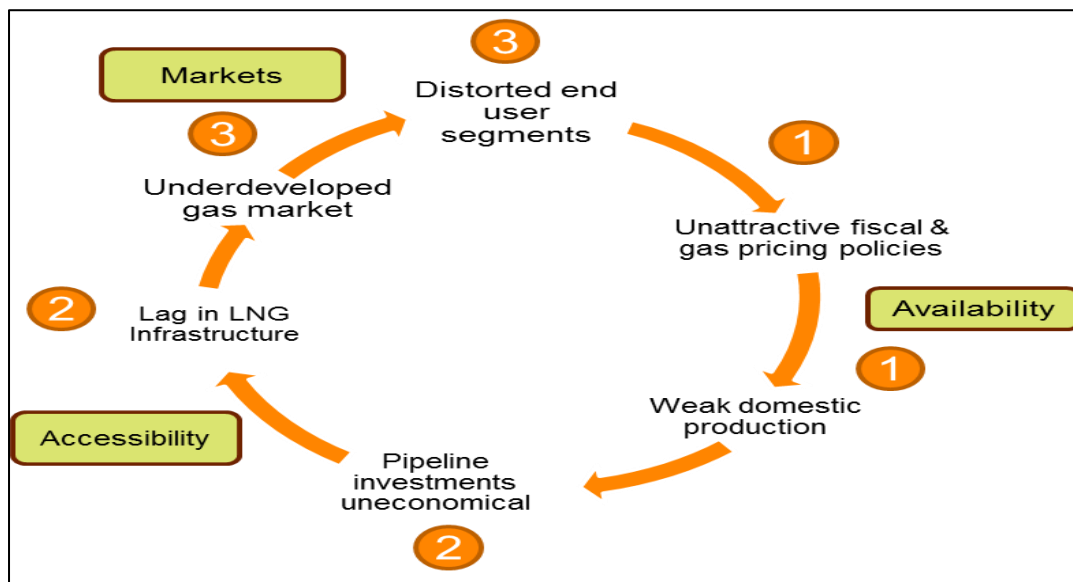 3
Markets
Distorted end
user
segments
3
1
Underdeveloped
gas market
Unattractive fiscal &
gas pricing policies
2
Lag in LNG
Infrastructure
Availability
1
Weak domestic
production
Accessibility
Pipeline
investments
uneconomical
2